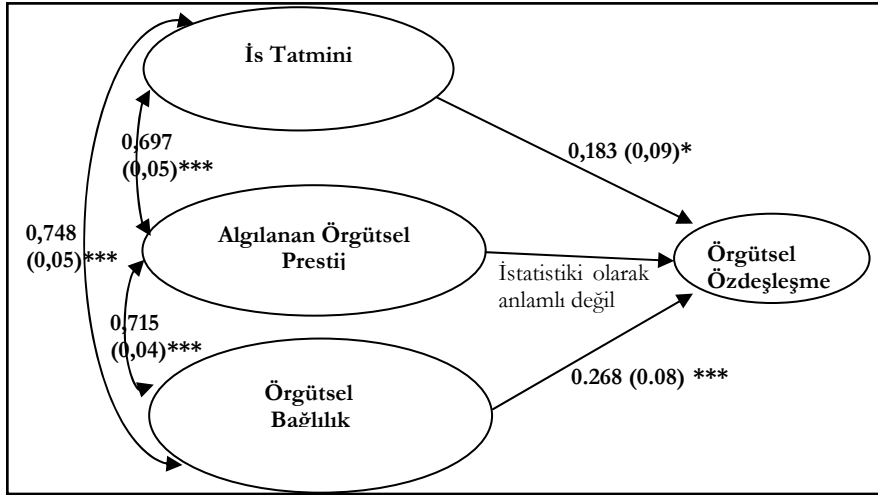 İs Tatmini
0,697
(0,05)***
0,183 (0,09)*
0,748
(0,05)***
Algılanan Örgütsel
Prestij
Örgütsel
Özdeşleşme
İstatistiki olarak
anlamlı değil
0,715
(0,04)***
Örgütsel
Bağlılık
0.268 (0.08) ***